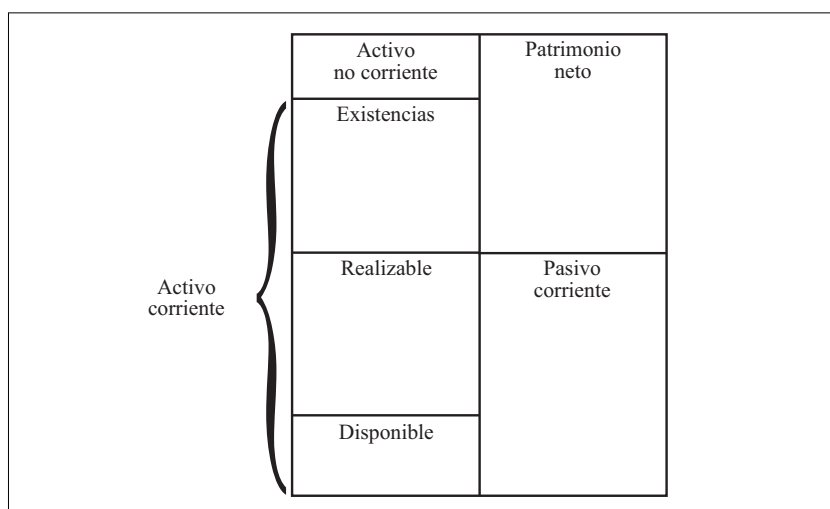 Activo
no corriente
Patrimonio
neto
Existencias
Activo
corriente
Realizable
Pasivo
corriente
Disponible